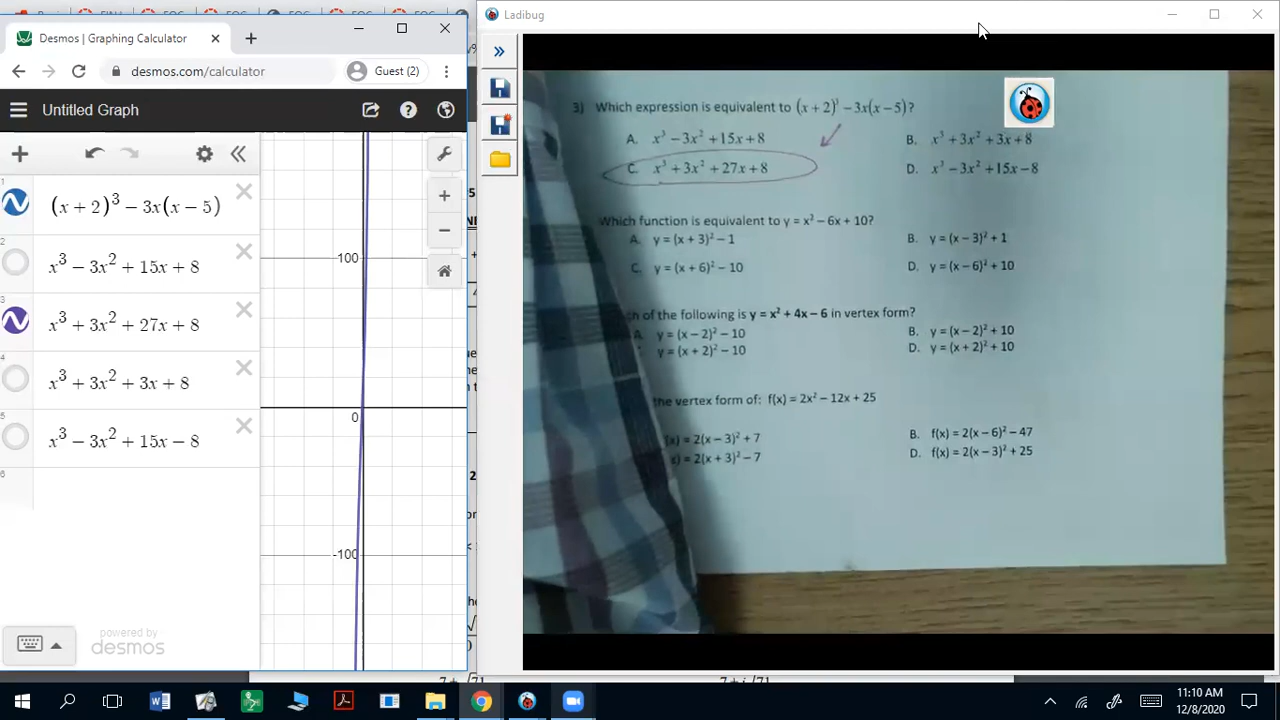 Desmos | Graphing Calculator
desmos.com/calculator
Guest (2)
Untitled Graph
1
(x + 2)³ − 3x(x − 5)
2
x³ − 3x² + 15x + 8
3
x³ + 3x² + 27x + 8
4
x³ + 3x² + 3x + 8
5
x³ − 3x² + 15x − 8
6
100
0
-100
powered by
desmos
Ladibug
3) Which expression is equivalent to (x + 2)³ − 3x(x − 5)?
A. x³ − 3x² + 15x + 8
B. x³ + 3x² + 3x + 8
C. x³ + 3x² + 27x + 8
D. x³ − 3x² + 15x − 8
Which function is equivalent to y = x² − 6x + 10?
A. y = (x + 3)² − 1
B. y = (x − 3)² + 1
C. y = (x + 6)² − 10
D. y = (x − 6)² + 10
of the following is y = x² + 4x − 6 in vertex form?
y = (x − 2)² − 10
B. y = (x − 2)² + 10
y = (x + 2)² − 10
D. y = (x + 2)² + 10
the vertex form of: f(x) = 2x² − 12x + 25
(x) = 2(x − 3)² + 7
B. f(x) = 2(x − 6)² − 47
) = 2(x + 3)² − 7
D. f(x) = 2(x − 3)² + 25
11:10 AM
12/8/2020